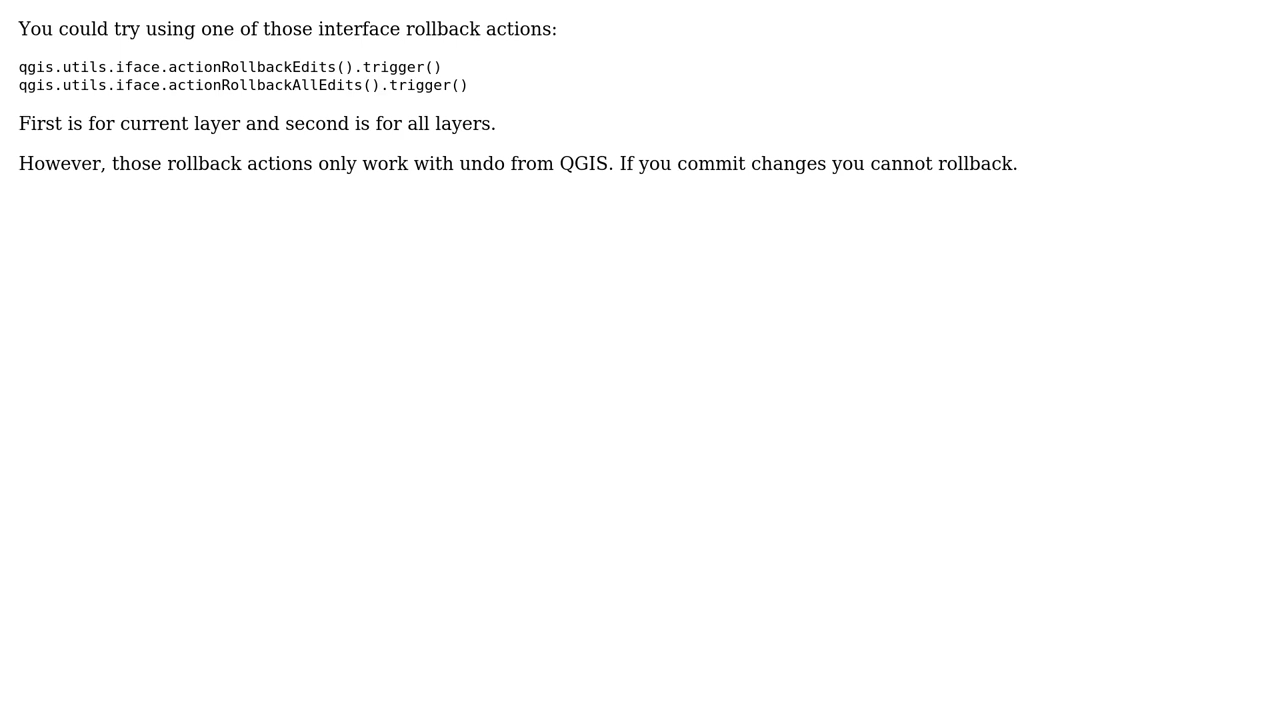 You could try using one of those interface rollback actions:
qgis.utils.iface.actionRollbackEdits().trigger()
qgis.utils.iface.actionRollbackAllEdits().trigger()
First is for current layer and second is for all layers.
However, those rollback actions only work with undo from QGIS. If you commit changes you cannot rollback.